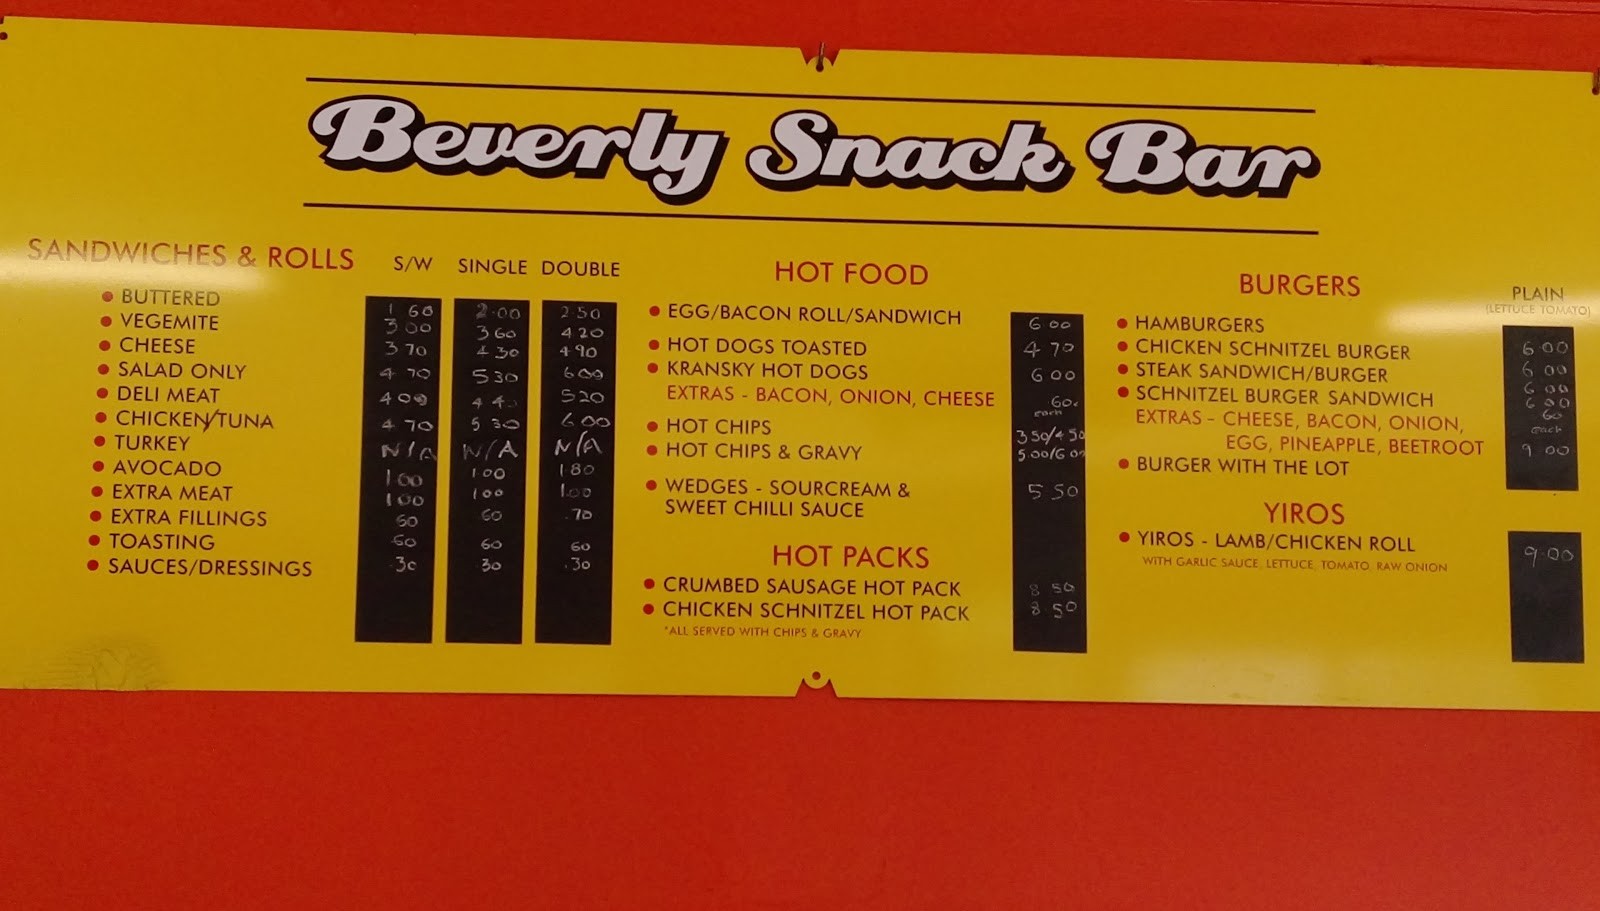 Beverly Snack Bar
SANDWICHES & ROLLS S/W SINGLE DOUBLE
BUTTERED 1 60 2.00 2 50
VEGEMITE 3 00 3 60 4 20
CHEESE 3 70 4 30 4 90
SALAD ONLY 4 70 5 30 6 00
DELI MEAT 4 00 4 4 5 20
CHICKEN/TUNA 4 70 5 30 6 00
TURKEY N/A N/A N/A
AVOCADO 1 00 1 00 1 80
EXTRA MEAT 1 00 1 00 1 00
EXTRA FILLINGS 60 60 .70
TOASTING 60 60 60
SAUCES/DRESSINGS .30 30 .30
HOT FOOD
EGG/BACON ROLL/SANDWICH 6 00
HOT DOGS TOASTED 4 70
KRANSKY HOT DOGS 6 00
EXTRAS - BACON, ONION, CHEESE 60c
each
HOT CHIPS 3 50/4 50
HOT CHIPS & GRAVY 5.00/6 00
WEDGES - SOURCREAM & 5 50
SWEET CHILLI SAUCE
HOT PACKS
CRUMBED SAUSAGE HOT PACK 8 50
CHICKEN SCHNITZEL HOT PACK 8 50
*ALL SERVED WITH CHIPS & GRAVY
BURGERS PLAIN
(LETTUCE TOMATO)
HAMBURGERS 6 00
CHICKEN SCHNITZEL BURGER 6 00
STEAK SANDWICH/BURGER 6 00
SCHNITZEL BURGER SANDWICH 6 00
EXTRAS - CHEESE, BACON, ONION, 60
each
EGG, PINEAPPLE, BEETROOT
BURGER WITH THE LOT 9 00
YIROS
YIROS - LAMB/CHICKEN ROLL 9.00
WITH GARLIC SAUCE, LETTUCE, TOMATO, RAW ONION